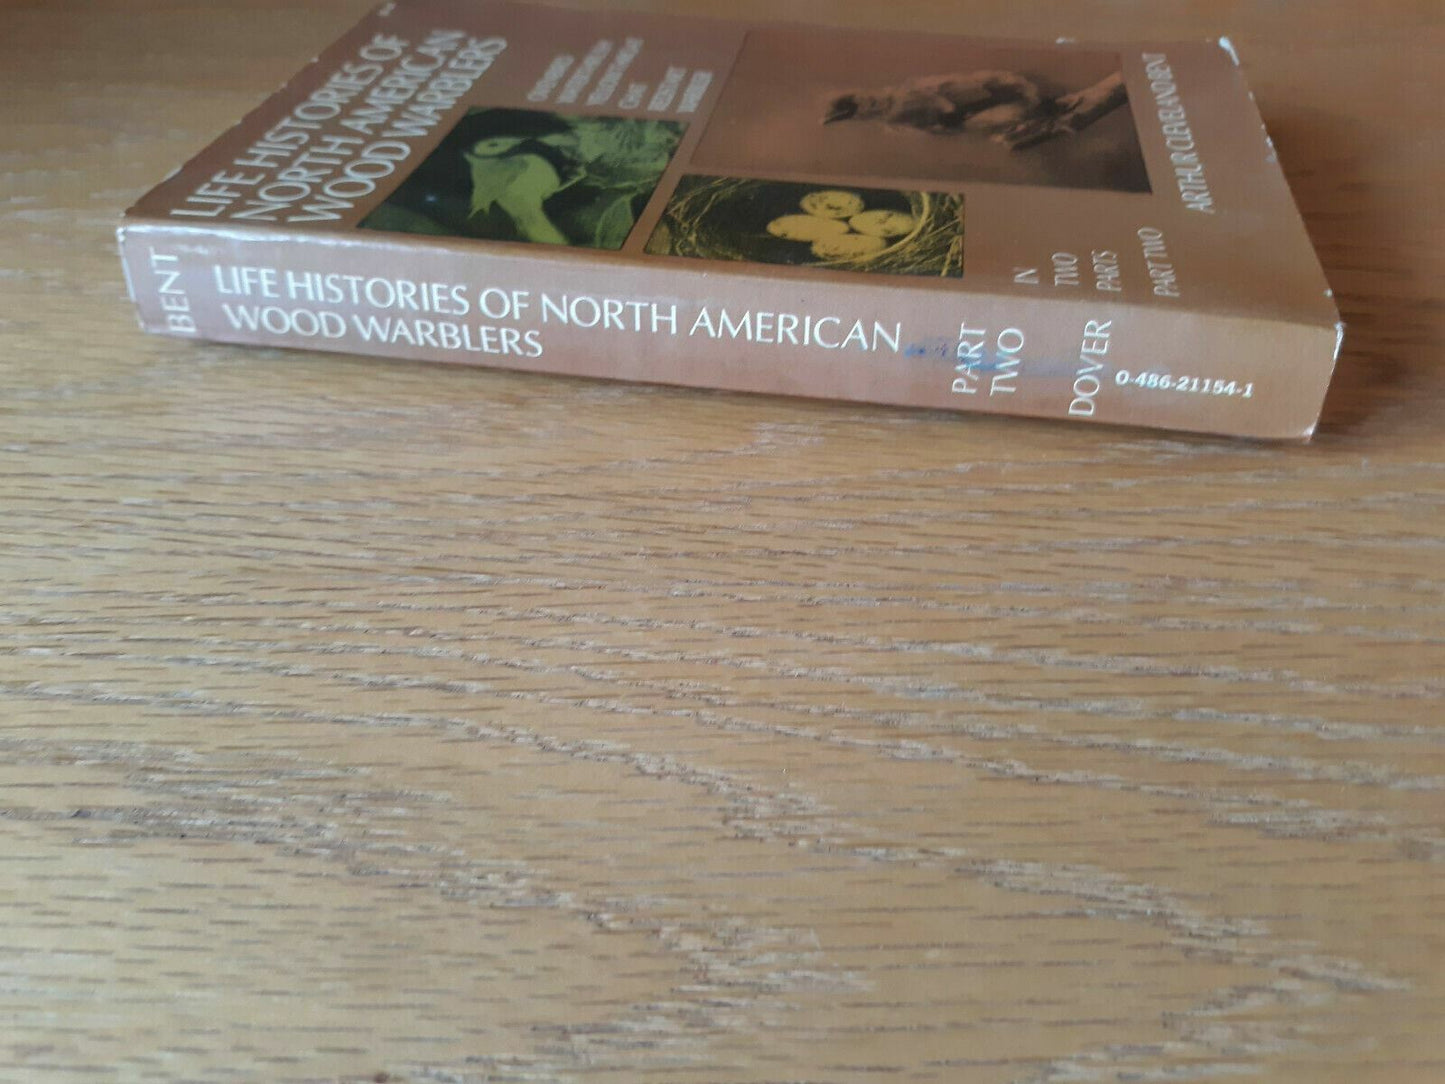 LIFE HISTORIES OF
NORTH AMERICAN
WOOD WARBLERS
ARTHUR CLEVELAND BENT
IN
TWO
PARTS
PART TWO
BENT
LIFE HISTORIES OF NORTH AMERICAN
WOOD WARBLERS
PART
TWO
DOVER
0-486-21154-1